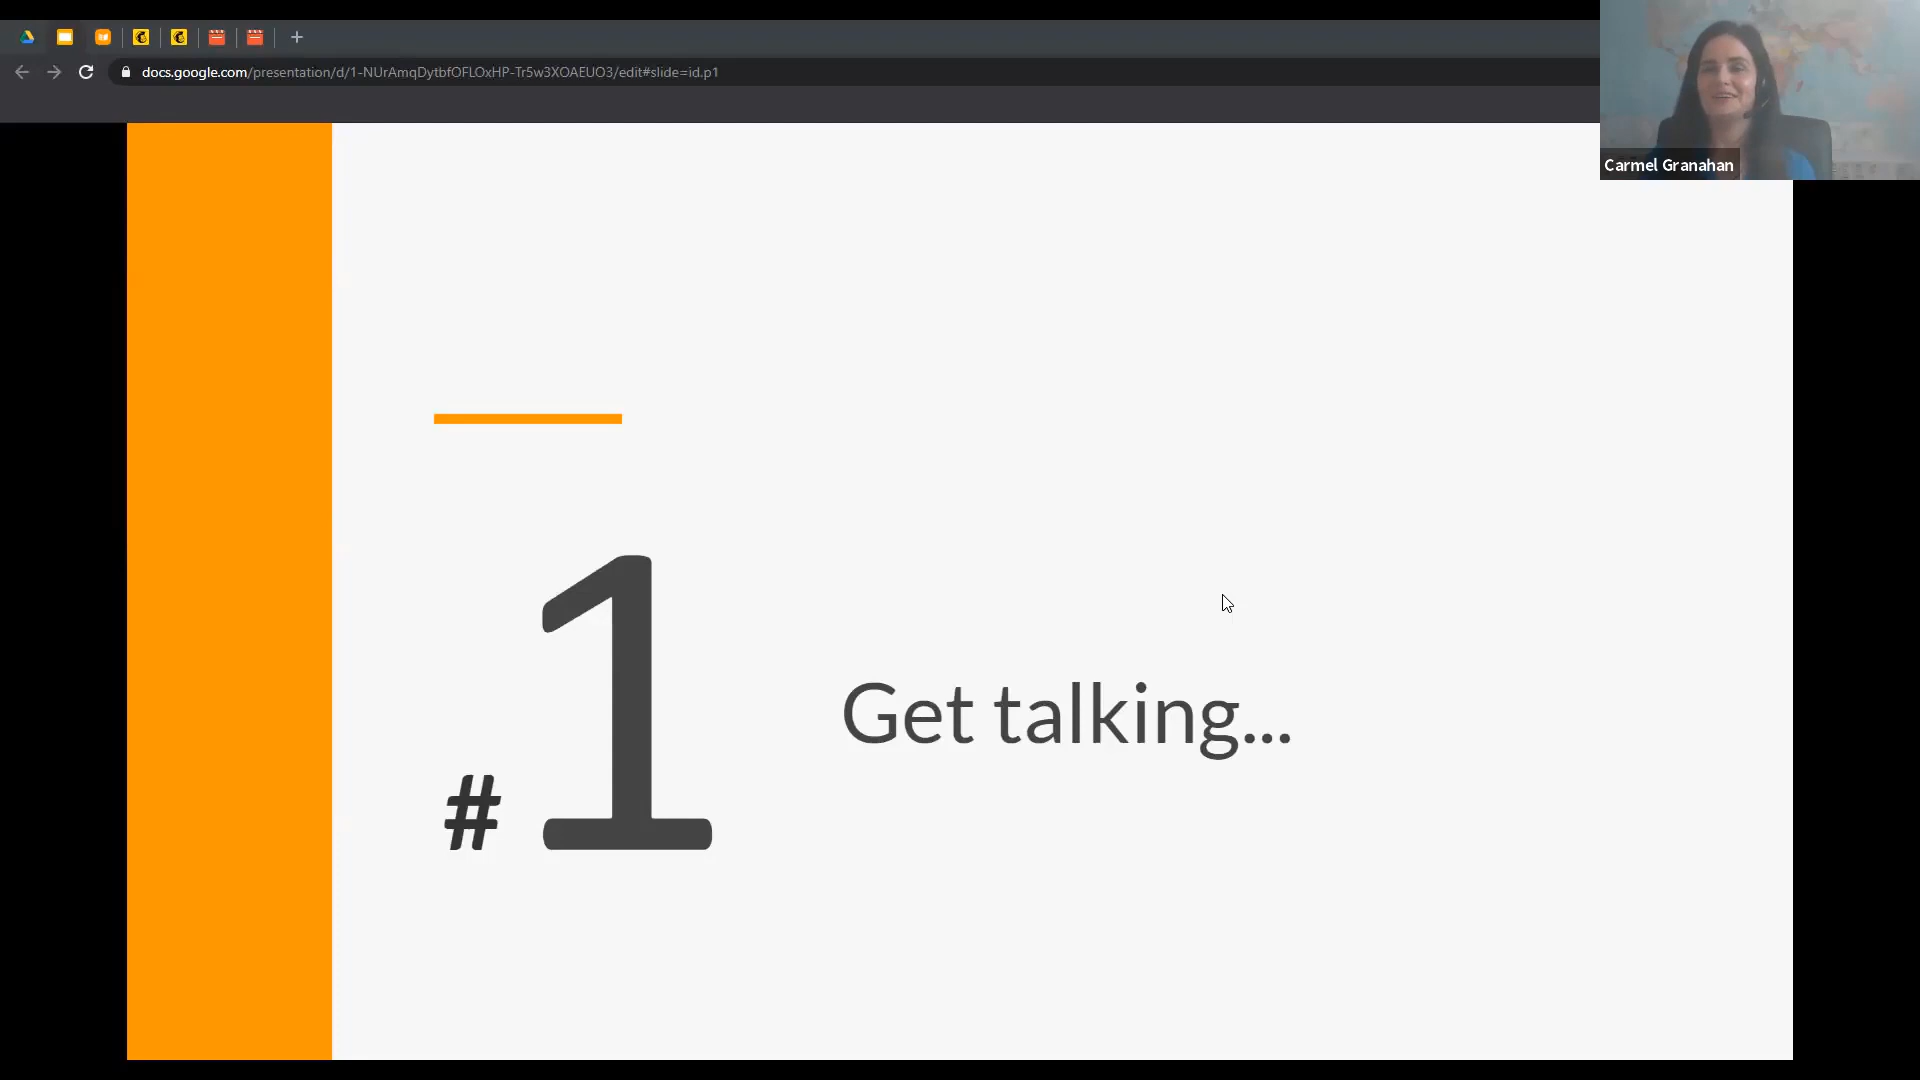 docs.google.com/presentation/d/1-NUrAmqDytbfOFLOxHP-Tr5w3XOAEUO3/edit#slide=id.p1
Carmel Granahan
#1
Get talking...